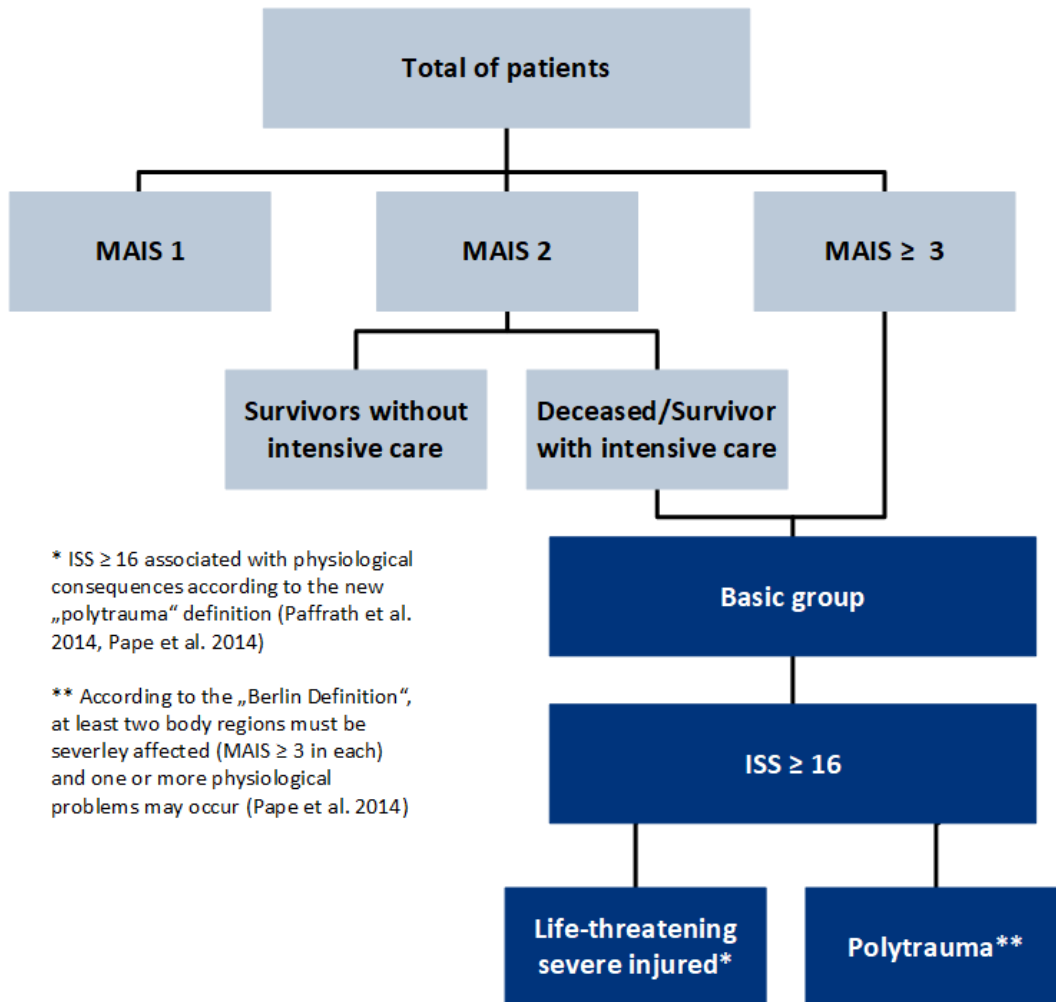 Total of patients
MAIS 1
MAIS 2
MAIS ≥ 3
Survivors without
intensive care
Deceased/Survivor
with intensive care
* ISS ≥ 16 associated with physiological
consequences according to the new
„polytrauma“ definition (Paffrath et al.
2014, Pape et al. 2014)
** According to the „Berlin Definition“,
at least two body regions must be
severley affected (MAIS ≥ 3 in each)
and one or more physiological
problems may occur (Pape et al. 2014)
Basic group
ISS ≥ 16
Life-threatening
severe injured*
Polytrauma**